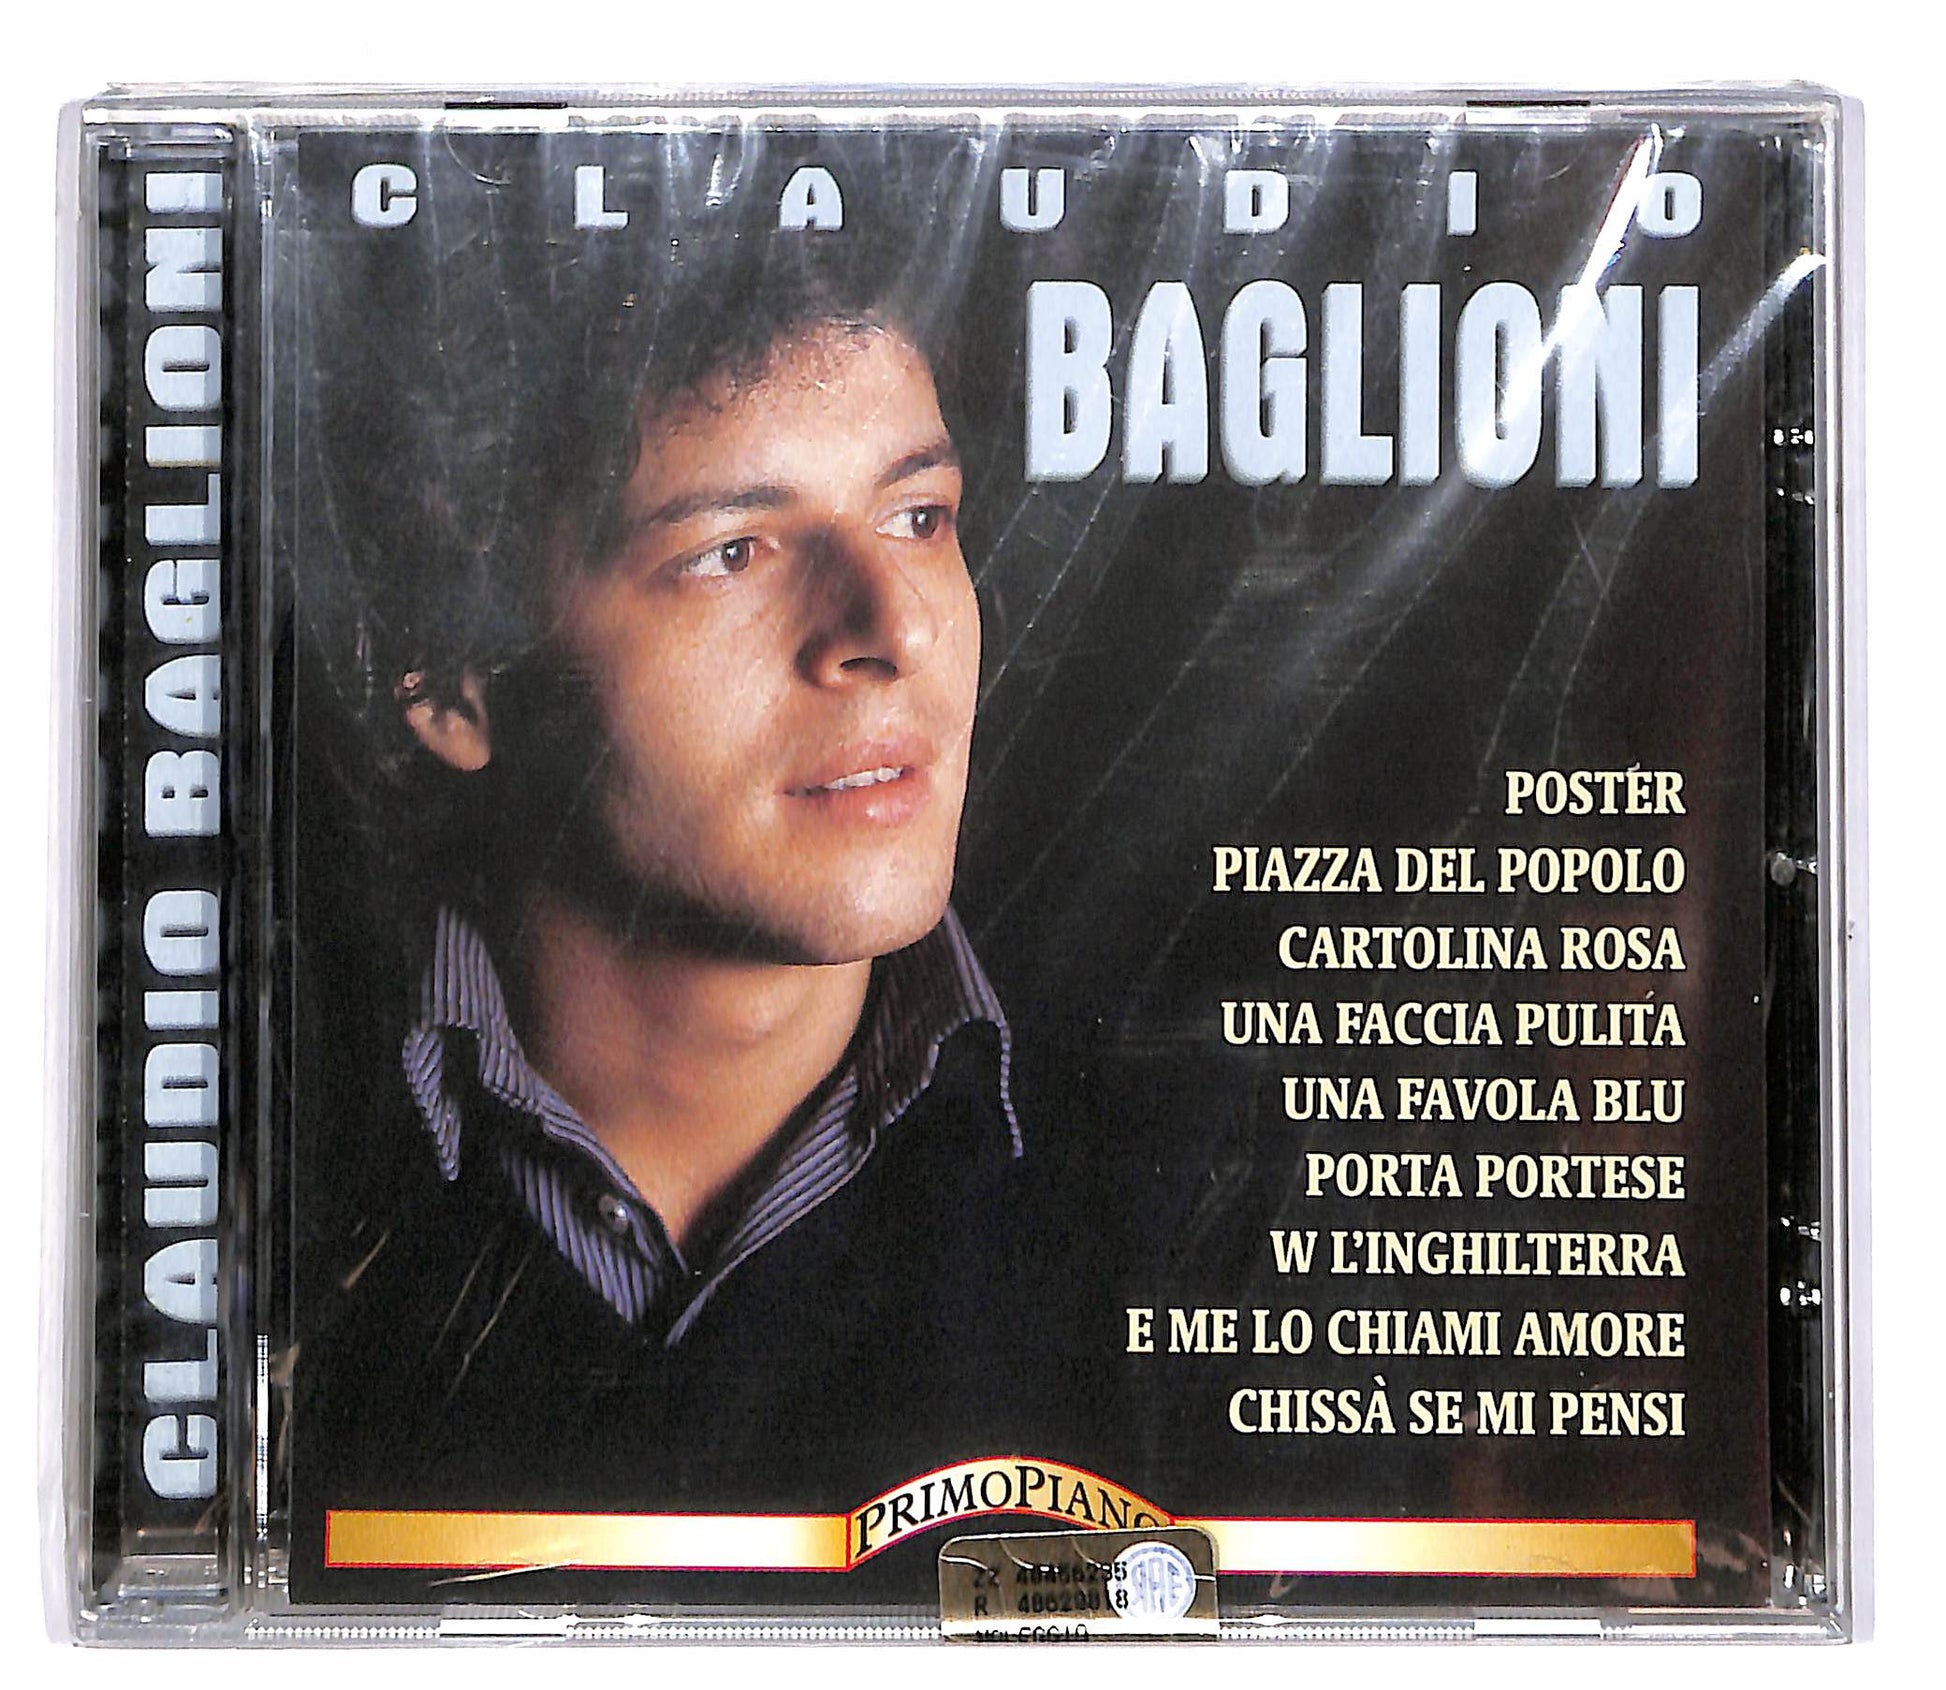 CLAUDIO BAGLIONI
CLAUDIO
BAGLIONI
POSTER
PIAZZA DEL POPOLO
CARTOLINA ROSA
UNA FACCIA PULITA
UNA FAVOLA BLU
PORTA PORTESE
W L'INGHILTERRA
E ME LO CHIAMI AMORE
CHISSÀ SE MI PENSI
PRIMOPIANO